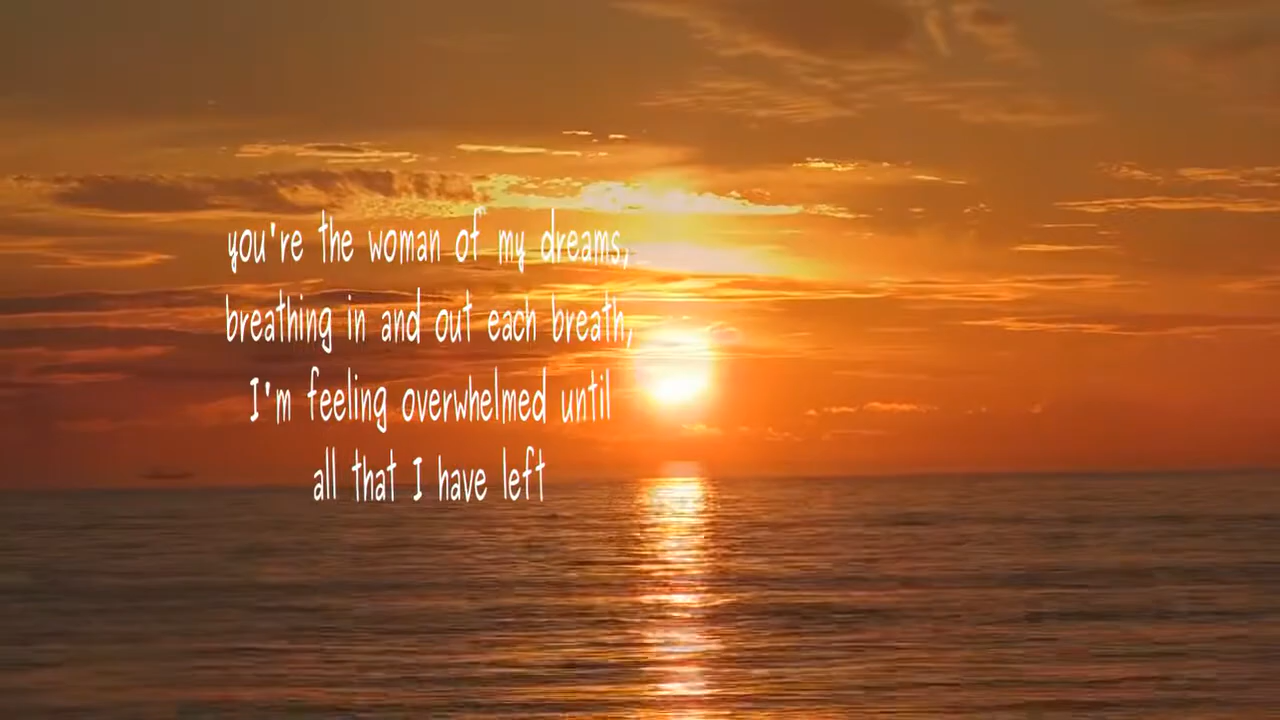 you're the woman of my dreams,
breathing in and out each breath,
I'm feeling overwhelmed until
all that I have left